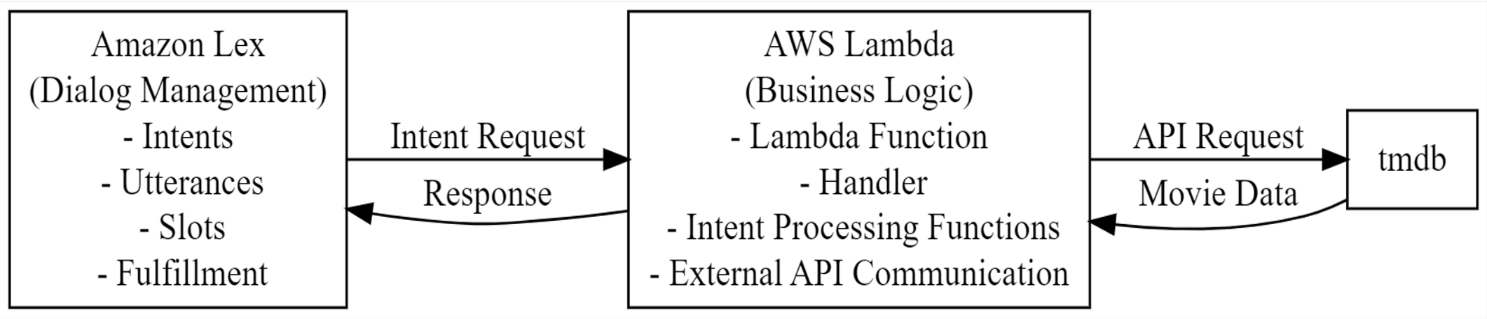 Amazon Lex
(Dialog Management)
- Intents
- Utterances
- Slots
- Fulfillment
Intent Request
Response
AWS Lambda
(Business Logic)
- Lambda Function
- Handler
- Intent Processing Functions
- External API Communication
API Request
Movie Data
tmdb